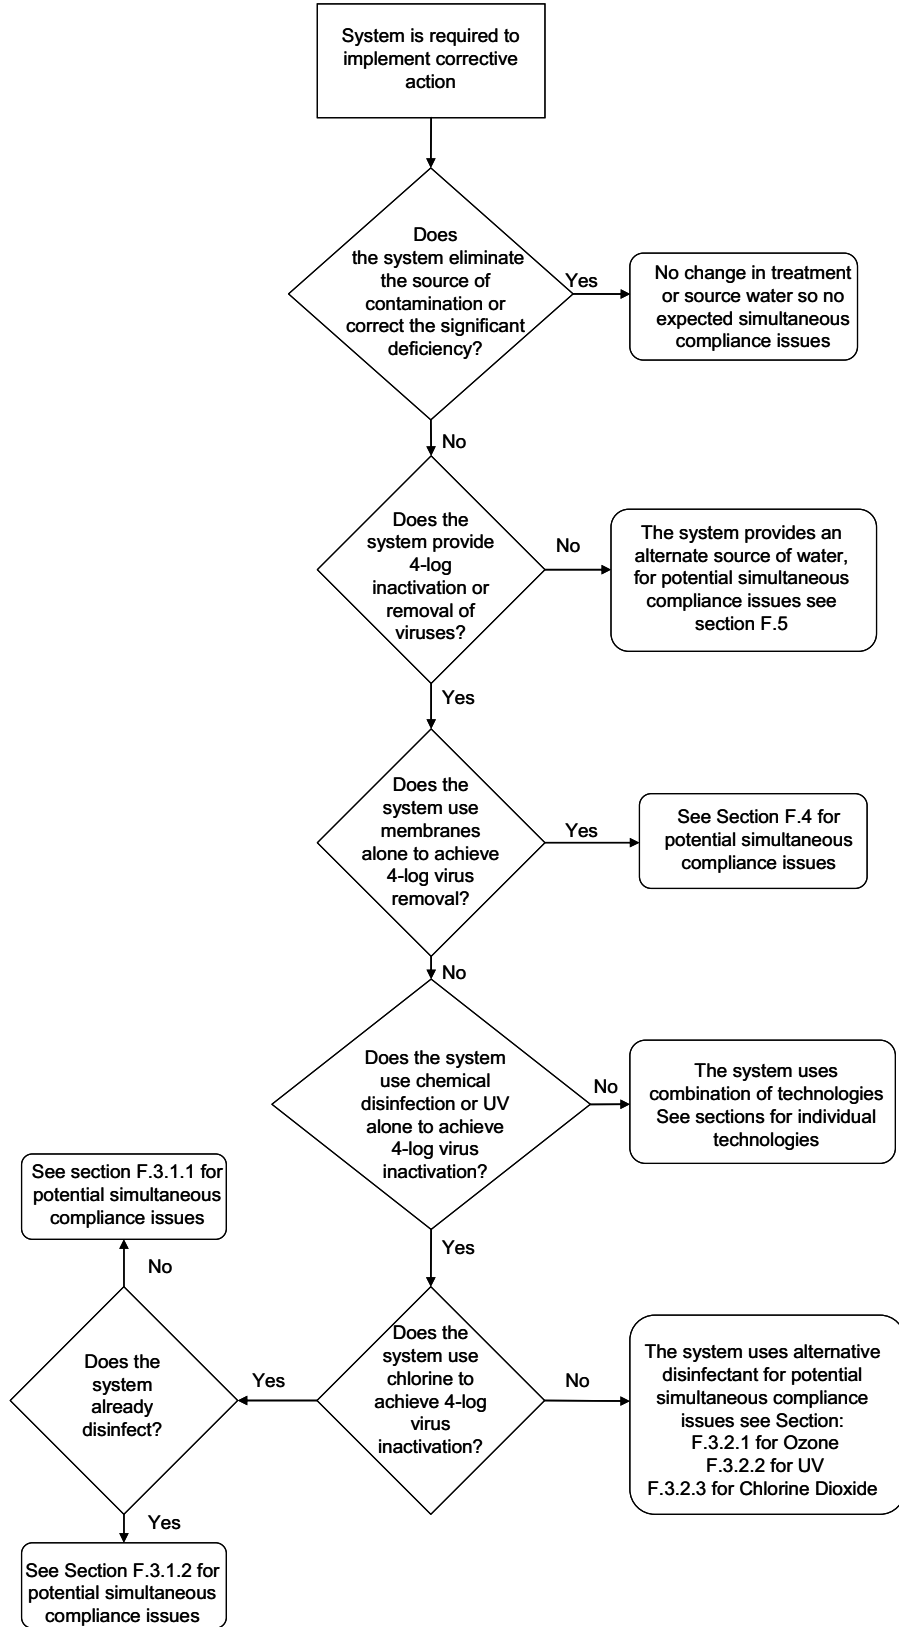 System is required to
implement corrective
action
Does
the system eliminate
the source of
contamination or
correct the significant
deficiency?
Yes
No change in treatment
or source water so no
expected simultaneous
compliance issues
No
Does the
system provide
4-log
inactivation or
removal of
viruses?
No
The system provides an
alternate source of water,
for potential simultaneous
compliance issues see
section F.5
Yes
Does the
system use
membranes
alone to achieve
4-log virus
removal?
Yes
See Section F.4 for
potential simultaneous
compliance issues
No
Does the system
use chemical
disinfection or UV
alone to achieve
4-log virus
inactivation?
No
The system uses
combination of technologies
See sections for individual
technologies
Yes
Does the
system use
chlorine to
achieve 4-log
virus
inactivation?
No
The system uses alternative
disinfectant for potential
simultaneous compliance
issues see Section:
F.3.2.1 for Ozone
F.3.2.2 for UV
F.3.2.3 for Chlorine Dioxide
Yes
Does the
system
already
disinfect?
No
See section F.3.1.1 for
potential simultaneous
compliance issues
Yes
See Section F.3.1.2 for
potential simultaneous
compliance issues